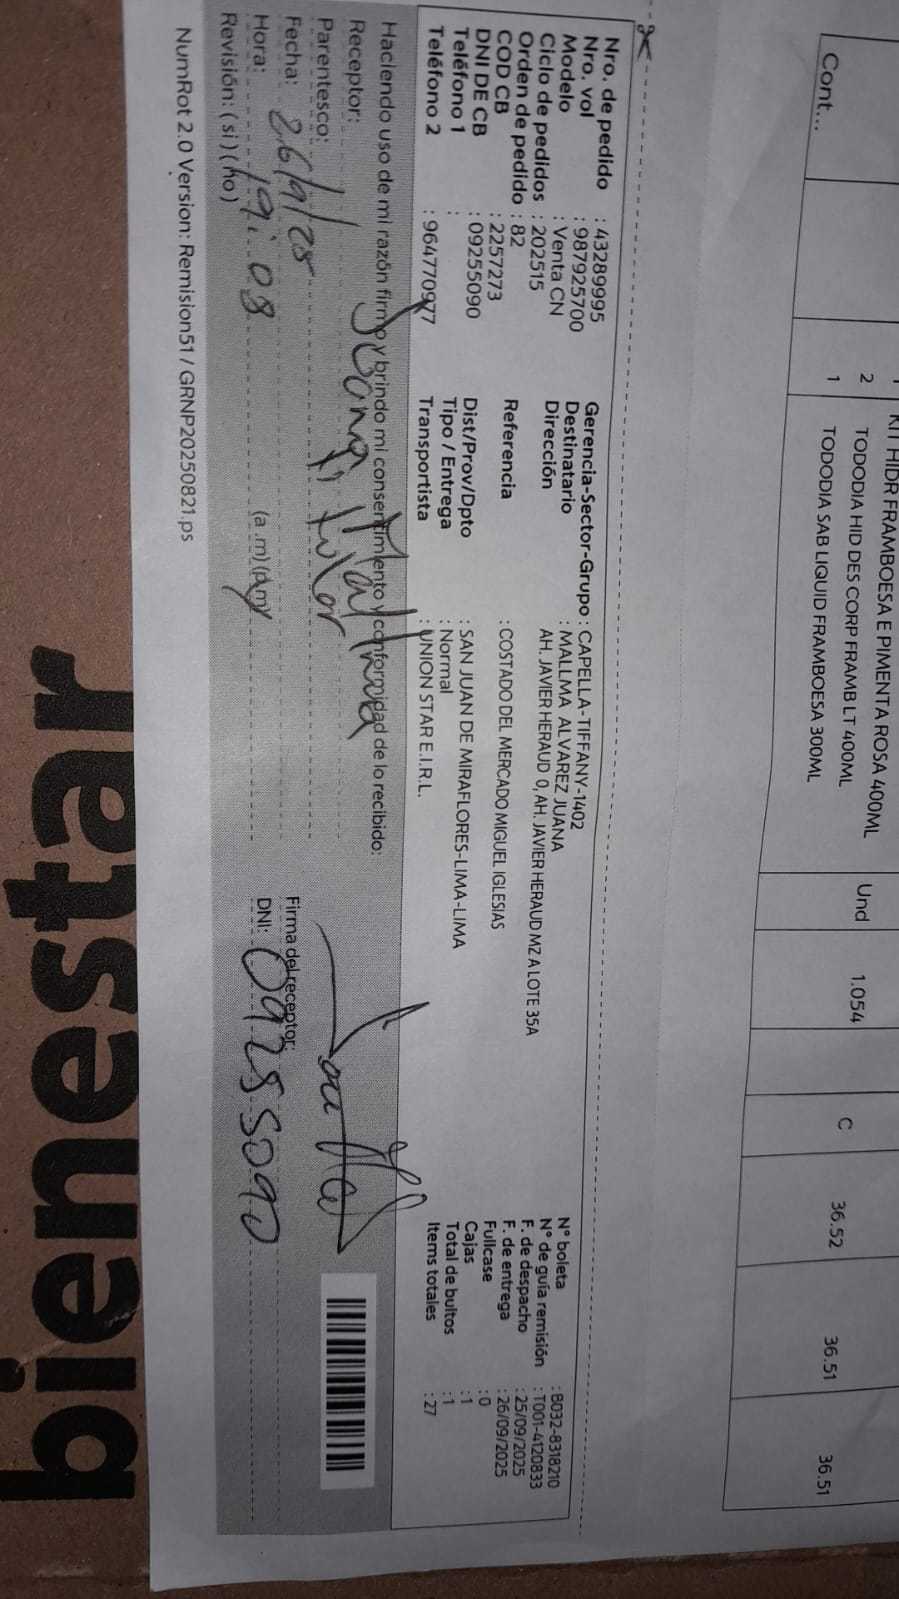 1 KIT HIDR FRAMBOESA E PIMENTA ROSA 400ML
2 TODODIA HID DES CORP FRAMB LT 400ML Und 1.054 C 36.52 36.51 36.51
Cont... 1 TODODIA SAB LIQUID FRAMBOESA 300ML
Nro. de pedido : 43289995
Nro. vol : 987925700
Modelo : Venta CN
Ciclo de pedidos : 202515
Orden de pedido : 82
COD CB : 2257273
DNI DE CB : 09255090
Teléfono 1 :
Teléfono 2 : 964770977
Gerencia-Sector-Grupo : CAPELLA-TIFFANY-1402
Destinatario : MALLMA ALVAREZ JUANA
Dirección AH. JAVIER HERAUD 0, AH. JAVIER HERAUD MZ A LOTE 35A
Referencia : COSTADO DEL MERCADO MIGUEL IGLESIAS
Dist/Prov/Dpto : SAN JUAN DE MIRAFLORES-LIMA-LIMA
Tipo / Entrega : Normal
Transportista : UNION STAR E.I.R.L.
N° boleta : B032-8318210
N° de guía remisión : T001-4120833
F. de despacho : 25/09/2025
F. de entrega : 26/09/2025
Fullcase : 0
Cajas : 1
Total de bultos : 1
Items totales : 27
Haciendo uso de mi razón firmo y brindo mi consentimiento y conformidad de lo recibido:
Receptor: Juana Mallma
Parentesco: titular
Fecha: 26/9/25
Hora: 19:08 (a .m) (p.m)
Revisión: ( si ) ( no )
Firma del receptor:
DNI: 09255090
NumRot 2.0 Version: Remision51 / GRNP20250821.ps
bienestar